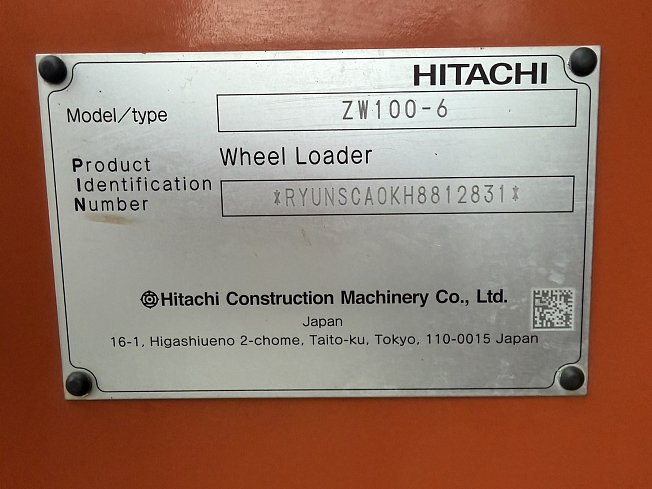 HITACHI
Model/type ZW100-6
Wheel Loader
Product
Identification
Number
*RYUNSCA0KH8812831*
Hitachi Construction Machinery Co., Ltd.
Japan
16-1, Higashiueno 2-chome, Taito-ku, Tokyo, 110-0015 Japan